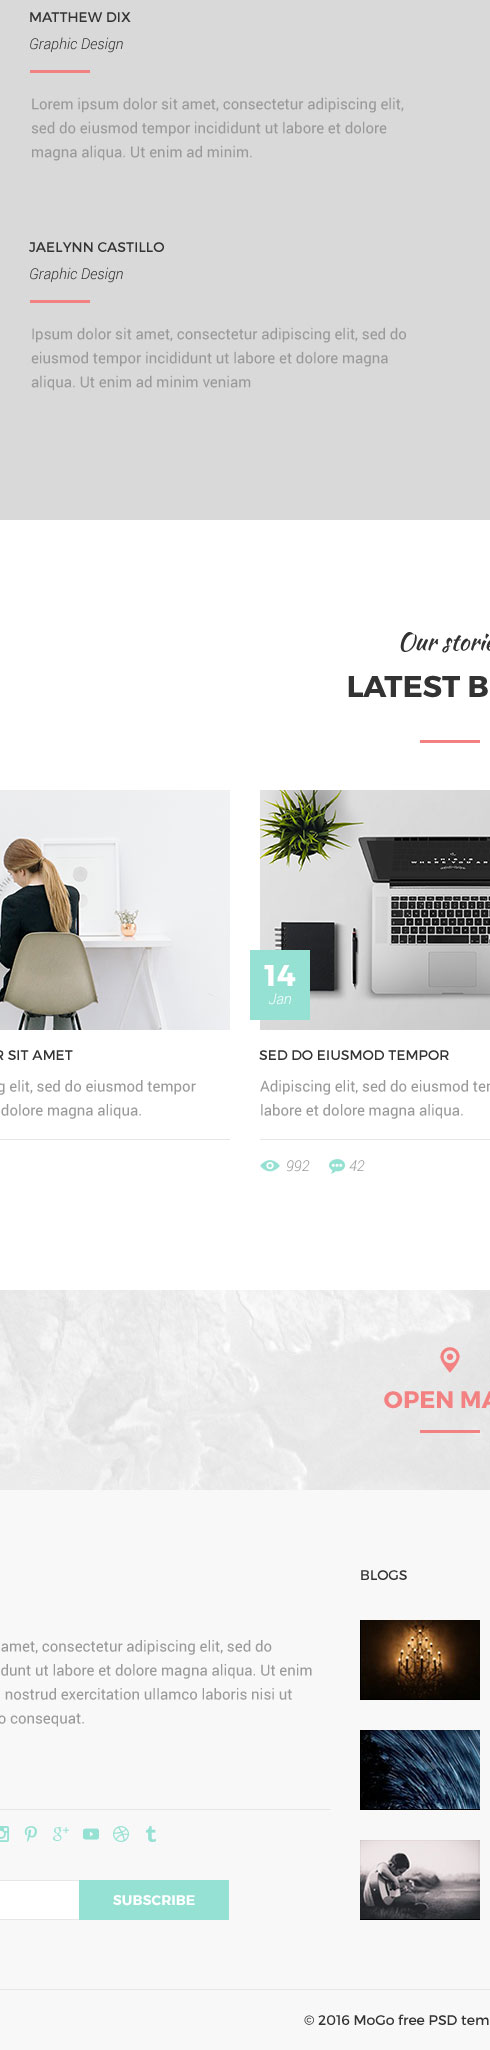 MATTHEW DIX
Graphic Design
Lorem ipsum dolor sit amet, consectetur adipiscing elit,
sed do eiusmod tempor incididunt ut labore et dolore
magna aliqua. Ut enim ad minim.
JAELYNN CASTILLO
Graphic Design
Ipsum dolor sit amet, consectetur adipiscing elit, sed do
eiusmod tempor incididunt ut labore et dolore magna
aliqua. Ut enim ad minim veniam
Our storie
LATEST B
14
Jan
R SIT AMET
g elit, sed do eiusmod tempor
dolore magna aliqua.
SED DO EIUSMOD TEMPOR
Adipiscing elit, sed do eiusmod ter
labore et dolore magna aliqua.
992 42
OPEN MA
BLOGS
amet, consectetur adipiscing elit, sed do
dunt ut labore et dolore magna aliqua. Ut enim
nostrud exercitation ullamco laboris nisi ut
o consequat.
SUBSCRIBE
© 2016 MoGo free PSD tem